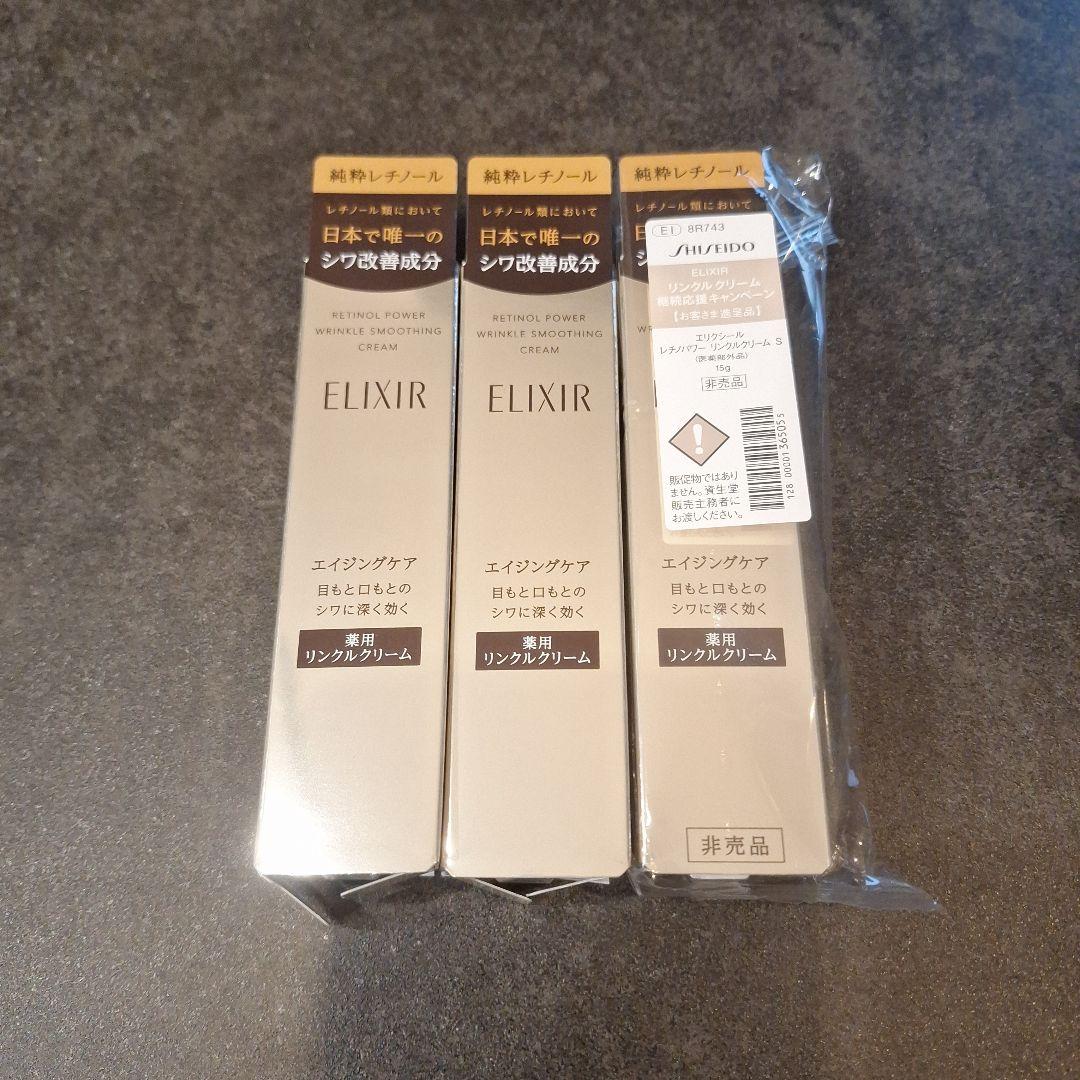 純粋レチノール
レチノール類において
日本で唯一の
シワ改善成分
RETINOL POWER
WRINKLE SMOOTHING
CREAM
ELIXIR
エイジングケア
目もと口もとの
シワに深く効く
薬用
リンクルクリーム
純粋レチノール
レチノール類において
日本で唯一の
シワ改善成分
RETINOL POWER
WRINKLE SMOOTHING
CREAM
ELIXIR
エイジングケア
目もと口もとの
シワに深く効く
薬用
リンクルクリーム
純粋レチノール
レチノール類において
EI 8R743
SHISEIDO
ELIXIR
リンクルクリーム
継続応援キャンペーン
【お客さま進呈品】
エリクシール
レチノパワー リンクルクリーム S
(医薬部外品)
15g
非売品
販促物ではあり
ません。資生堂
販売主務者に
お渡しください。
128 00001365055
エイジングケア
目もと口もとの
シワに深く効く
薬用
リンクルクリーム
非売品